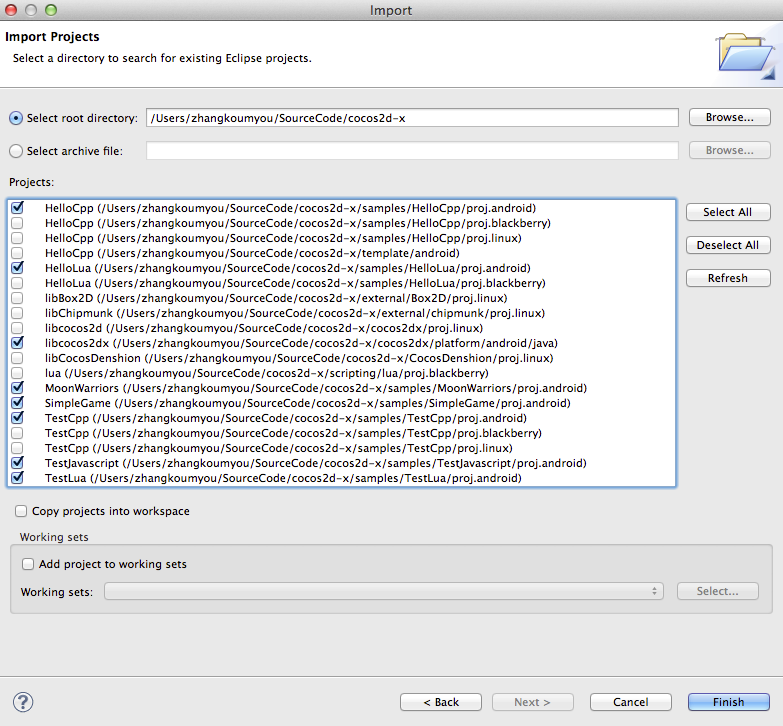 Import
Import Projects
Select a directory to search for existing Eclipse projects.
Select root directory: /Users/zhangkoumyou/SourceCode/cocos2d-x Browse...
Select archive file: Browse...
Projects:
HelloCpp (/Users/zhangkoumyou/SourceCode/cocos2d-x/samples/HelloCpp/proj.android)
HelloCpp (/Users/zhangkoumyou/SourceCode/cocos2d-x/samples/HelloCpp/proj.blackberry)
HelloCpp (/Users/zhangkoumyou/SourceCode/cocos2d-x/samples/HelloCpp/proj.linux)
HelloCpp (/Users/zhangkoumyou/SourceCode/cocos2d-x/template/android)
HelloLua (/Users/zhangkoumyou/SourceCode/cocos2d-x/samples/HelloLua/proj.android)
HelloLua (/Users/zhangkoumyou/SourceCode/cocos2d-x/samples/HelloLua/proj.blackberry)
libBox2D (/Users/zhangkoumyou/SourceCode/cocos2d-x/external/Box2D/proj.linux)
libChipmunk (/Users/zhangkoumyou/SourceCode/cocos2d-x/external/chipmunk/proj.linux)
libcocos2d (/Users/zhangkoumyou/SourceCode/cocos2d-x/cocos2dx/proj.linux)
libcocos2dx (/Users/zhangkoumyou/SourceCode/cocos2d-x/cocos2dx/platform/android/java)
libCocosDenshion (/Users/zhangkoumyou/SourceCode/cocos2d-x/CocosDenshion/proj.linux)
lua (/Users/zhangkoumyou/SourceCode/cocos2d-x/scripting/lua/proj.blackberry)
MoonWarriors (/Users/zhangkoumyou/SourceCode/cocos2d-x/samples/MoonWarriors/proj.android)
SimpleGame (/Users/zhangkoumyou/SourceCode/cocos2d-x/samples/SimpleGame/proj.android)
TestCpp (/Users/zhangkoumyou/SourceCode/cocos2d-x/samples/TestCpp/proj.android)
TestCpp (/Users/zhangkoumyou/SourceCode/cocos2d-x/samples/TestCpp/proj.blackberry)
TestCpp (/Users/zhangkoumyou/SourceCode/cocos2d-x/samples/TestCpp/proj.linux)
TestJavascript (/Users/zhangkoumyou/SourceCode/cocos2d-x/samples/TestJavascript/proj.android)
TestLua (/Users/zhangkoumyou/SourceCode/cocos2d-x/samples/TestLua/proj.android)
Select All
Deselect All
Refresh
Copy projects into workspace
Working sets
Add project to working sets
Working sets: Select...
? < Back Next > Cancel Finish